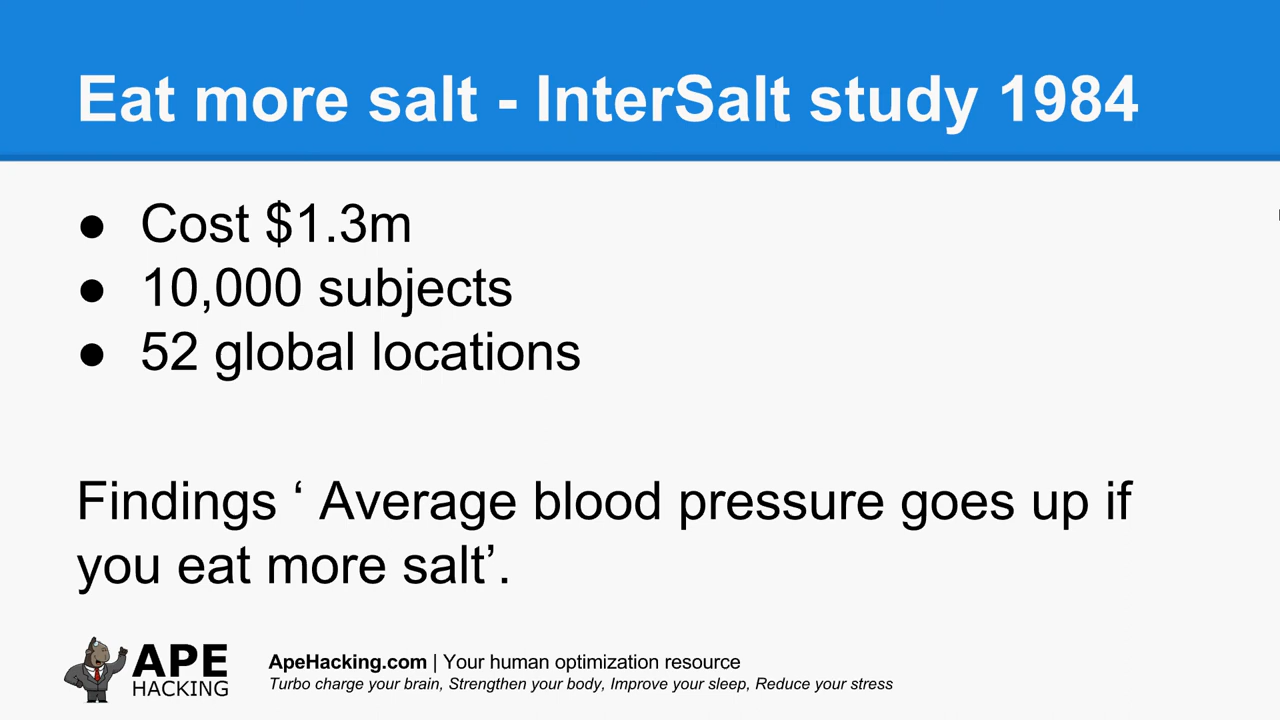 Eat more salt - InterSalt study 1984
● Cost $1.3m
● 10,000 subjects
● 52 global locations
Findings ‘ Average blood pressure goes up if
you eat more salt’.
APE
HACKING
ApeHacking.com | Your human optimization resource
Turbo charge your brain, Strengthen your body, Improve your sleep, Reduce your stress